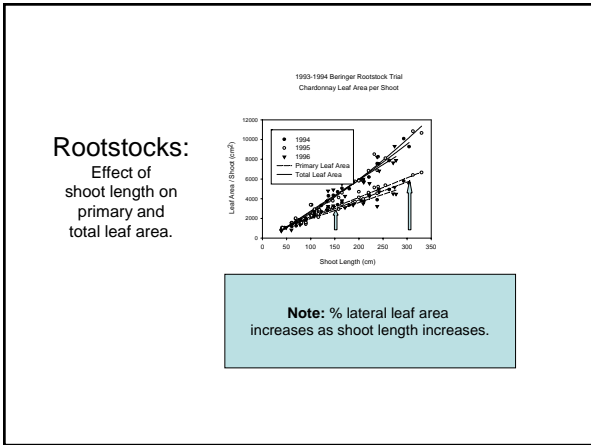 1993-1994 Beringer Rootstock Trial
Chardonnay Leaf Area per Shoot
Rootstocks:
Effect of
shoot length on
primary and
total leaf area.
Leaf Area / Shoot (cm²)
12000
10000
8000
6000
4000
2000
0
1994
1995
1996
Primary Leaf Area
Total Leaf Area
0 50 100 150 200 250 300 350
Shoot Length (cm)
Note: % lateral leaf area
increases as shoot length increases.